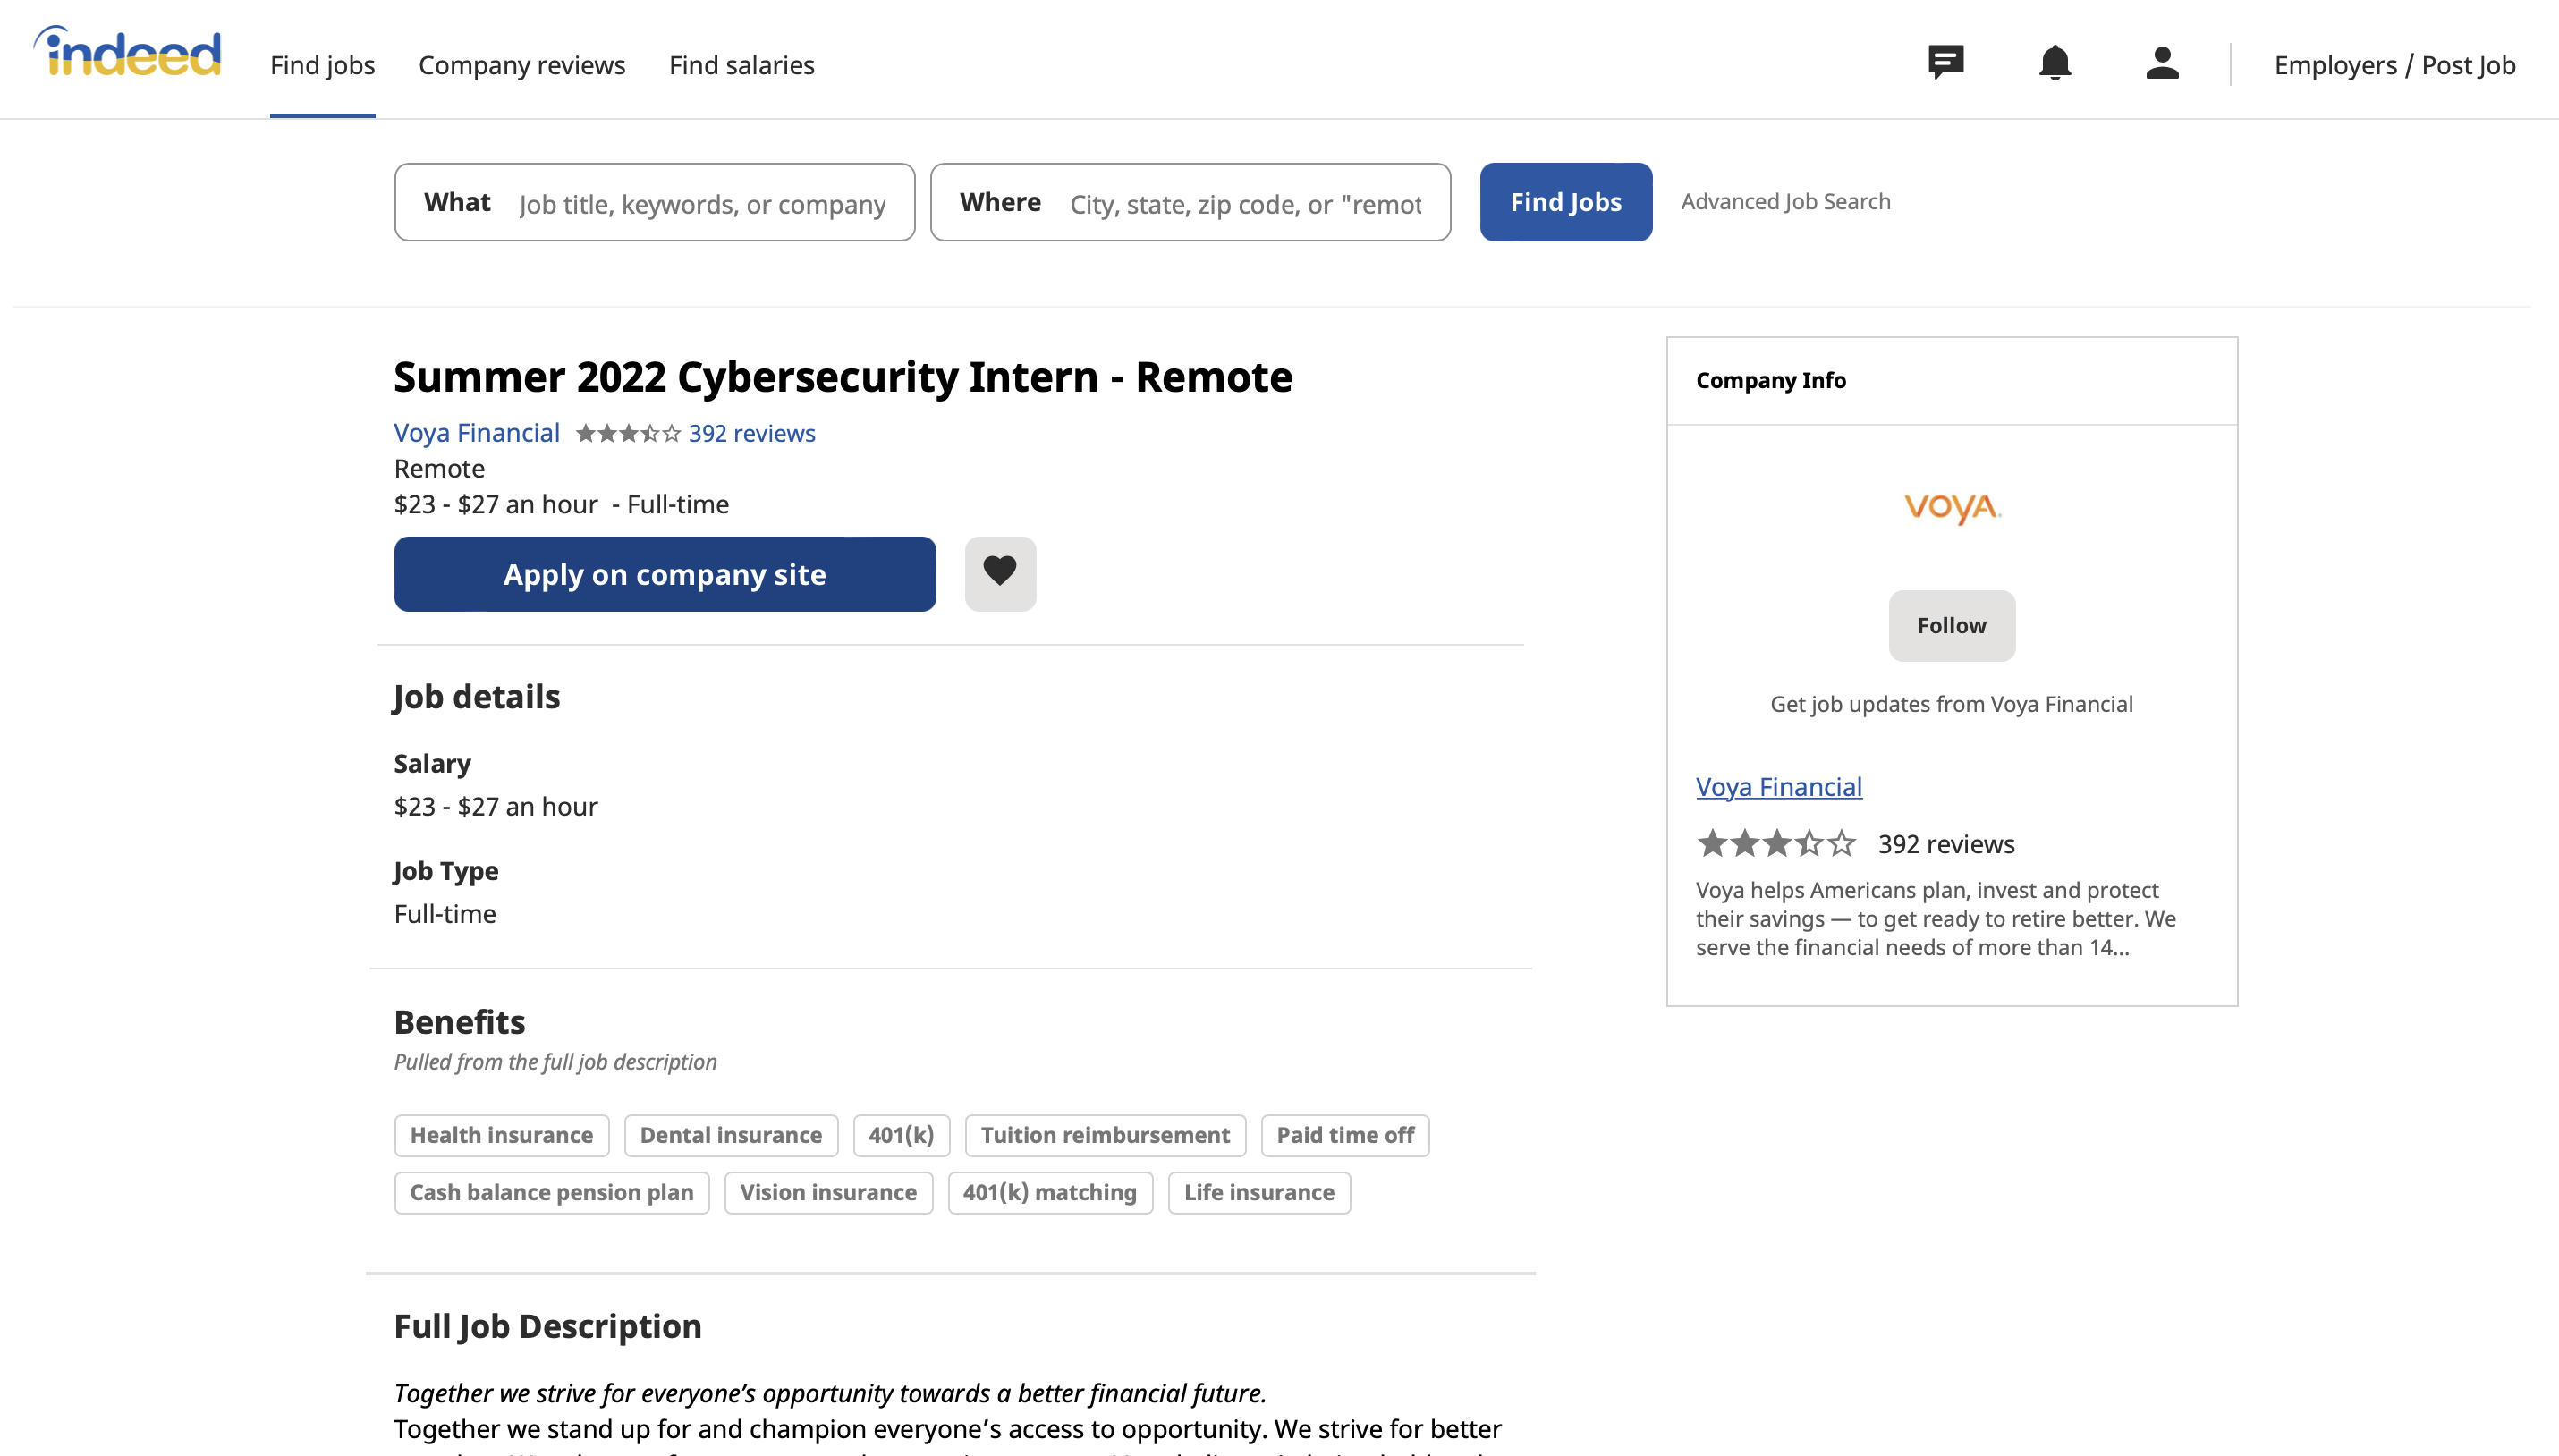 indeed
Find jobs
Company reviews
Find salaries
Employers / Post Job
What Job title, keywords, or company
Where City, state, zip code, or "remot
Find Jobs
Advanced Job Search
Summer 2022 Cybersecurity Intern - Remote
Voya Financial 392 reviews
Remote
$23 - $27 an hour - Full-time
Apply on company site
Job details
Salary
$23 - $27 an hour
Job Type
Full-time
Benefits
Pulled from the full job description
Health insurance
Dental insurance
401(k)
Tuition reimbursement
Paid time off
Cash balance pension plan
Vision insurance
401(k) matching
Life insurance
Full Job Description
Together we strive for everyone’s opportunity towards a better financial future.
Together we stand up for and champion everyone’s access to opportunity. We strive for better
Company Info
VOYA
Follow
Get job updates from Voya Financial
Voya Financial
392 reviews
Voya helps Americans plan, invest and protect
their savings — to get ready to retire better. We
serve the financial needs of more than 14...